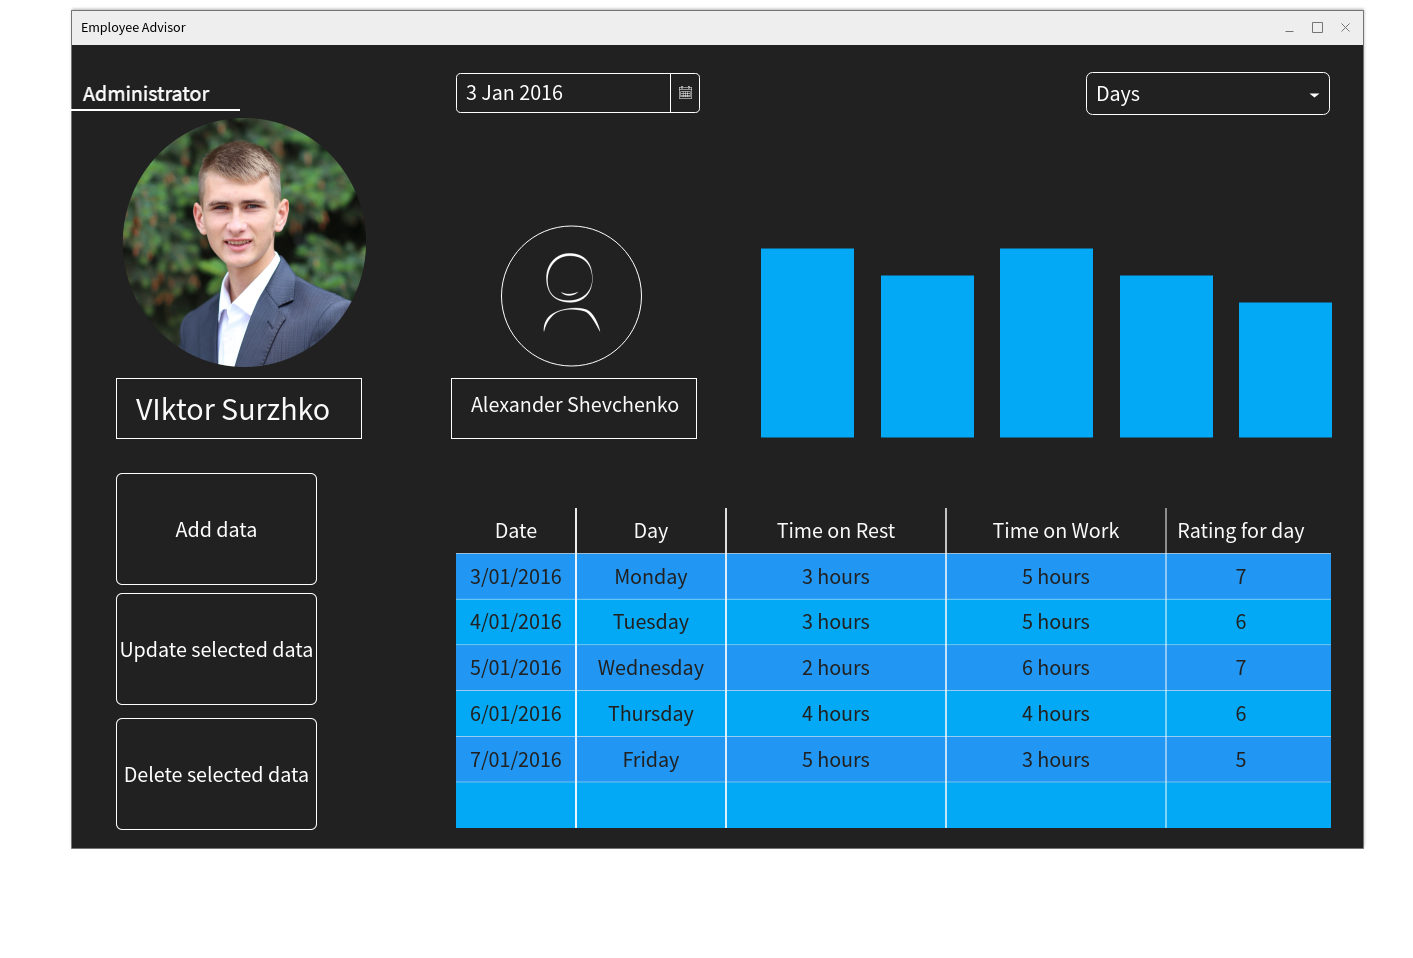 Employee Advisor
Administrator
3 Jan 2016
Days
VIktor Surzhko
Alexander Shevchenko
Add data
Update selected data
Delete selected data
Date Day Time on Rest Time on Work Rating for day
3/01/2016 Monday 3 hours 5 hours 7
4/01/2016 Tuesday 3 hours 5 hours 6
5/01/2016 Wednesday 2 hours 6 hours 7
6/01/2016 Thursday 4 hours 4 hours 6
7/01/2016 Friday 5 hours 3 hours 5